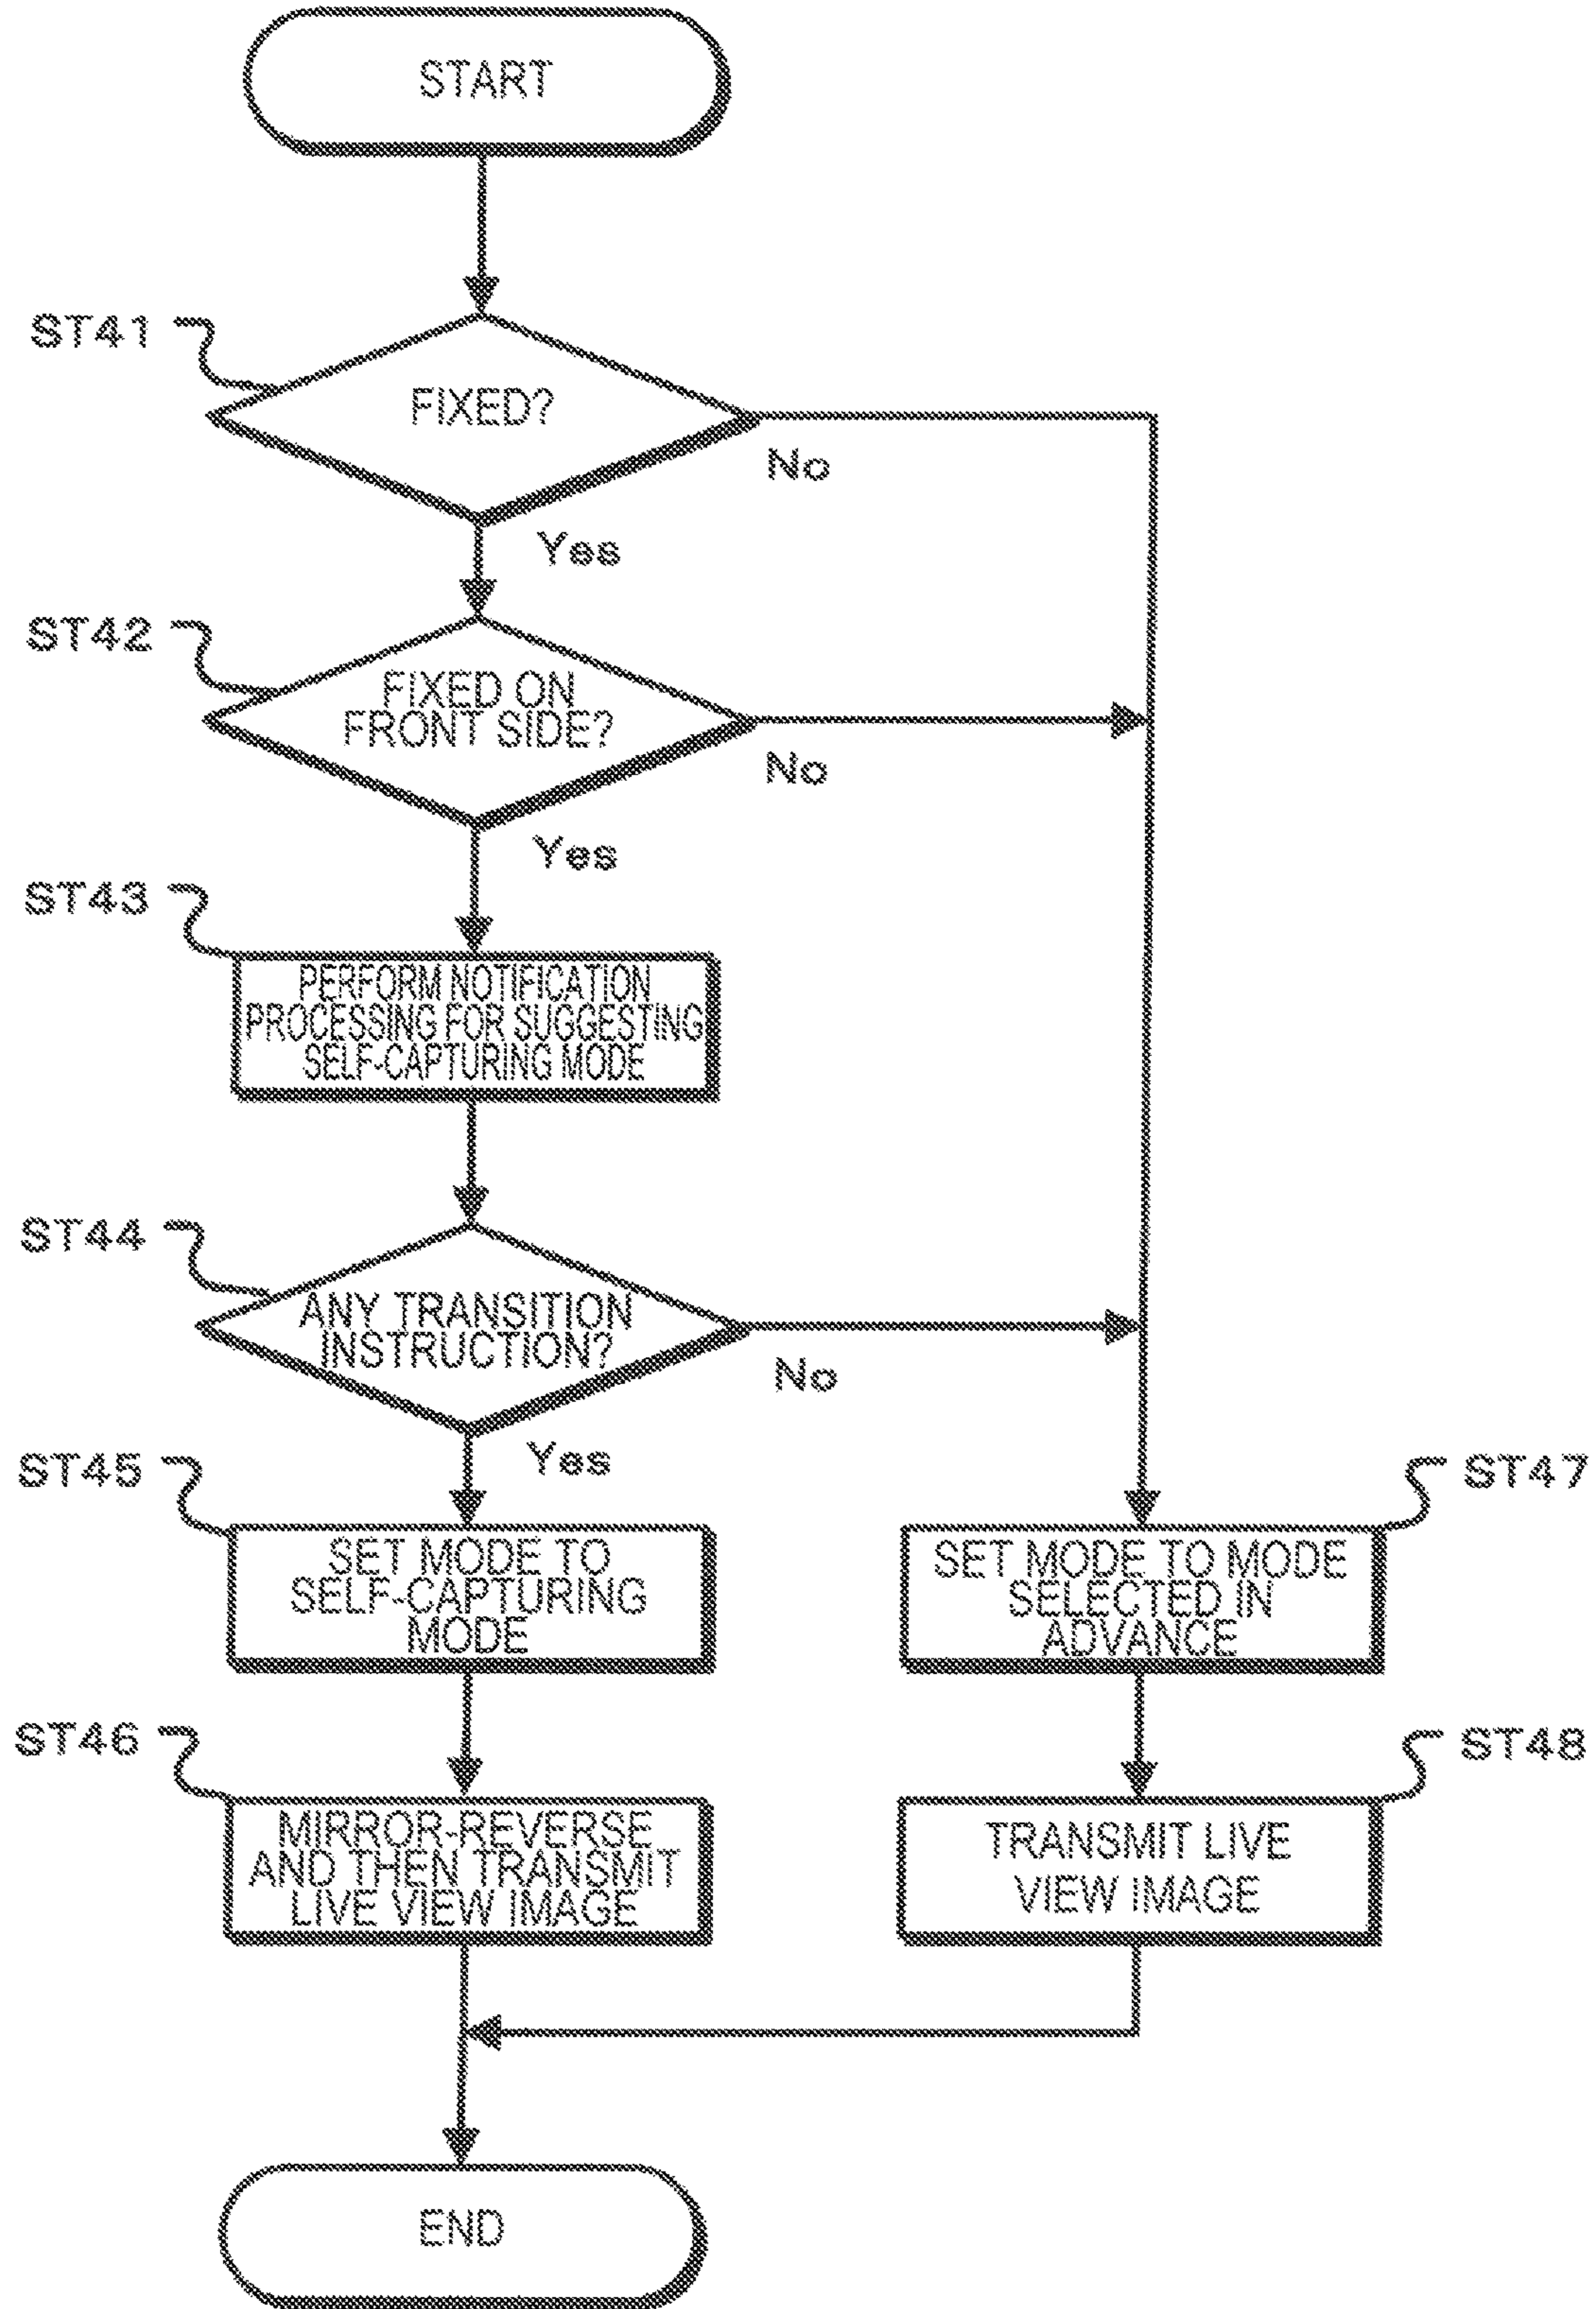 START
ST41
FIXED?
No
Yes
ST42
FIXED ON
FRONT SIDE?
No
Yes
ST43
PERFORM NOTIFICATION
PROCESSING FOR SUGGESTING
SELF-CAPTURING MODE
ST44
ANY TRANSITION
INSTRUCTION?
No
Yes
ST45
SET MODE TO
SELF-CAPTURING
MODE
ST47
SET MODE TO MODE
SELECTED IN
ADVANCE
ST46
MIRROR-REVERSE
AND THEN TRANSMIT
LIVE VIEW IMAGE
ST48
TRANSMIT LIVE
VIEW IMAGE
END